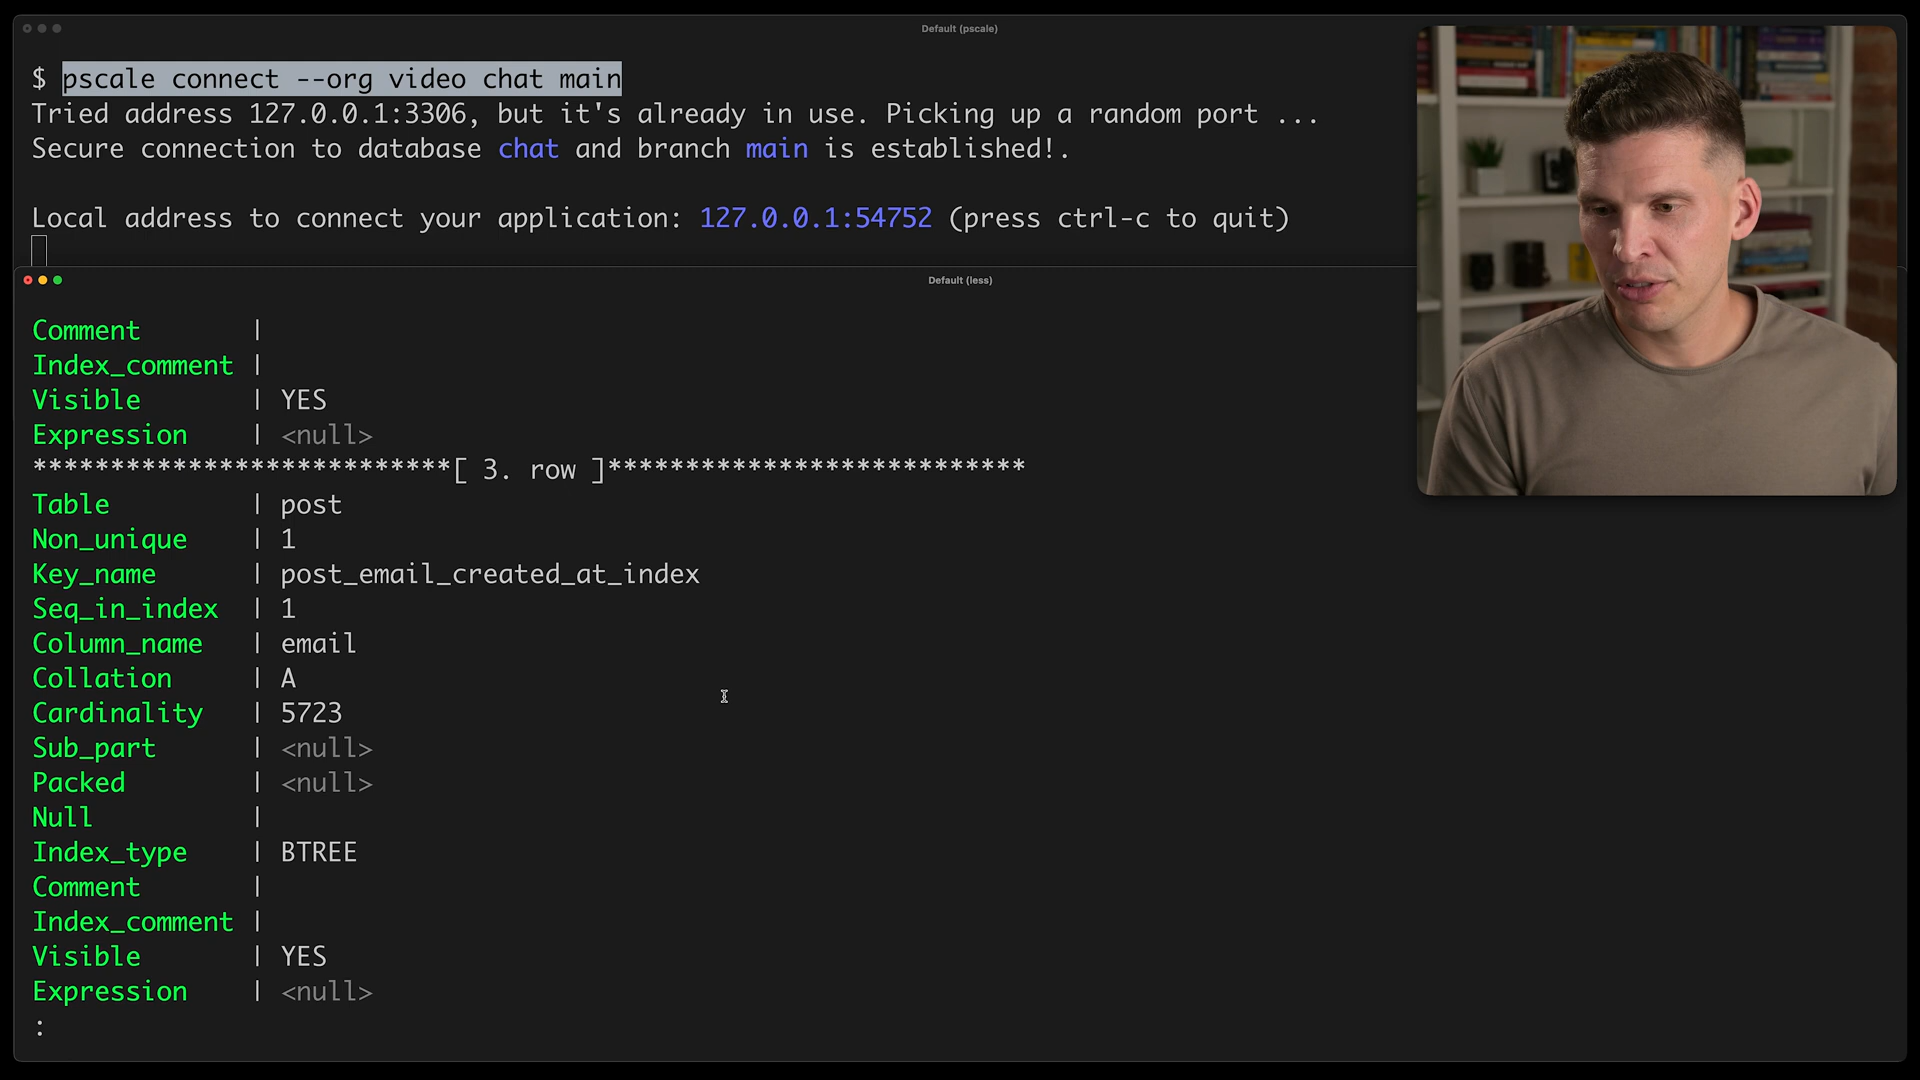 Default (pscale)
$ pscale connect --org video chat main
Tried address 127.0.0.1:3306, but it's already in use. Picking up a random port ...
Secure connection to database chat and branch main is established!.
Local address to connect your application: 127.0.0.1:54752 (press ctrl-c to quit)
Default (less)
Comment |
Index_comment |
Visible | YES
Expression | <null>
***************************[ 3. row ]***************************
Table | post
Non_unique | 1
Key_name | post_email_created_at_index
Seq_in_index | 1
Column_name | email
Collation | A
Cardinality | 5723
Sub_part | <null>
Packed | <null>
Null |
Index_type | BTREE
Comment |
Index_comment |
Visible | YES
Expression | <null>
: